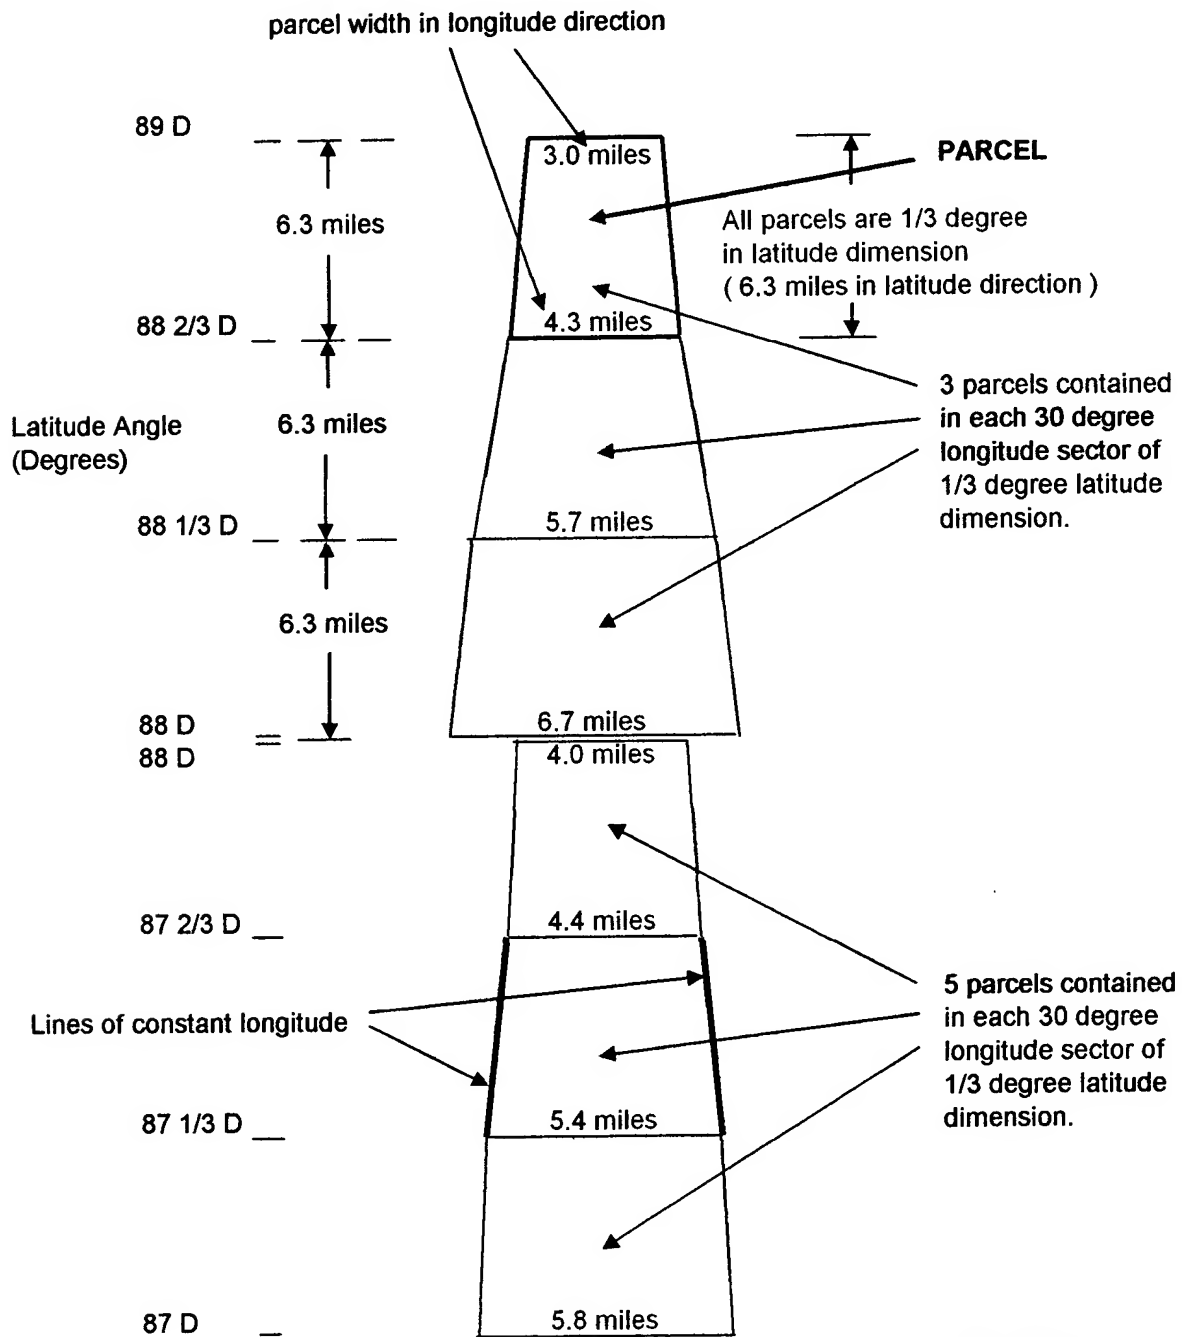 parcel width in longitude direction
89 D
3.0 miles
PARCEL
6.3 miles
All parcels are 1/3 degree
in latitude dimension
( 6.3 miles in latitude direction )
88 2/3 D
4.3 miles
3 parcels contained
in each 30 degree
longitude sector of
1/3 degree latitude
dimension.
Latitude Angle
(Degrees)
6.3 miles
88 1/3 D
5.7 miles
6.3 miles
88 D
6.7 miles
88 D
4.0 miles
87 2/3 D
4.4 miles
5 parcels contained
in each 30 degree
longitude sector of
1/3 degree latitude
dimension.
Lines of constant longitude
87 1/3 D
5.4 miles
87 D
5.8 miles